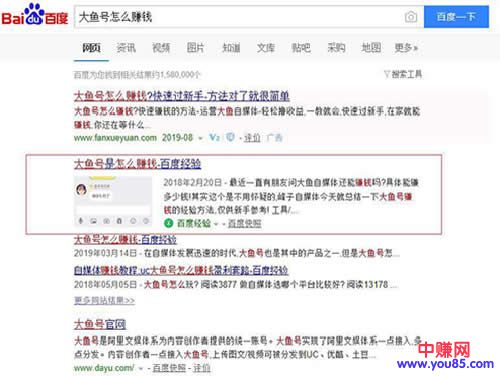 Bai du 百度
大鱼号怎么赚钱
百度一下
网页 资讯 视频 图片 知道 文库 贴吧 采购 地图 更多»
百度为您找到相关结果约1,580,000个
搜索工具
大鱼号怎么赚钱?快速过新手-方法对了就很简单
大鱼号怎么赚钱?快速赚钱的方法-运营大鱼自媒体-轻松撸收益,一教就会,快速过新手,在家就能
赚钱,你还在等什么...
www.fanxueyuan.com 2019-08 V2 - 评价 广告
大鱼号是怎么赚钱-百度经验
2018年2月20日 - 最近一直有朋友问大鱼自媒体还能赚钱吗?具体能赚
多少钱!其实这个是不用怀疑的,蜂子自媒体今天就总结一下大鱼号赚
钱的经验方法,仅供新手参考! 工具/...
百度经验 - 百度快照
大鱼号怎么赚钱-百度经验
2019年03月14日 - 在自媒体发展迅速的时代,大鱼号也是其中的产品之一,但是大鱼号怎...
自媒体赚钱教程,uc大鱼号怎么赚钱盈利套路-百度经验
2018年05月05日 - 大鱼号怎么玩? 阅读3877 做自媒体选哪个平台比较好? 阅读13178 ...
更多同站结果>>
大鱼号官网
大鱼号是阿里文娱体系为内容创作者提供的统一账号。大鱼号实现了阿里文娱体系一点接入,多
点分发。内容创作者一点接入大鱼号,上传图文/视频可被分发到UC、优酷、土豆...
www.dayu.com/ - 百度快照 - 评价
中赚网
www.you85.com